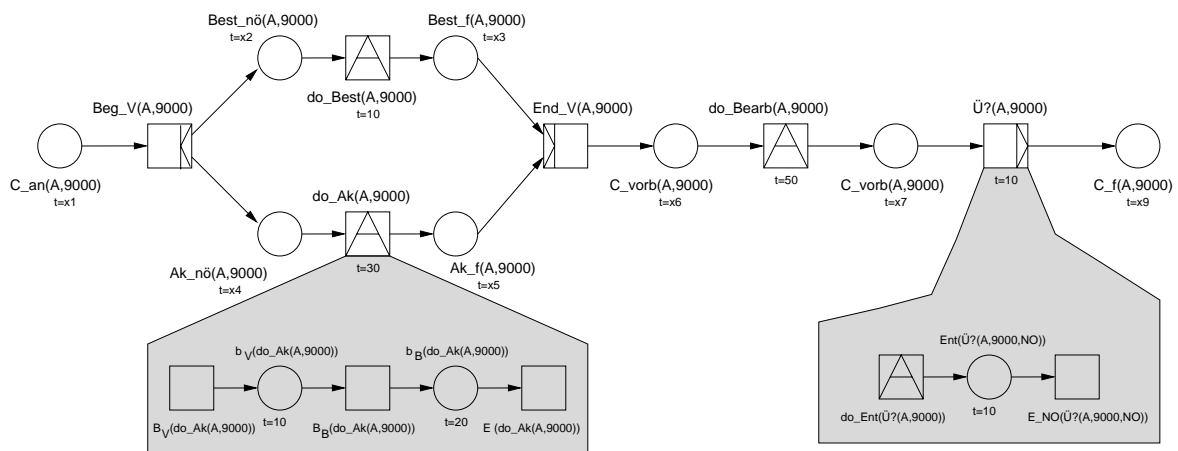 Best_nö(A,9000)
t=x2
Best_f(A,9000)
t=x3
do_Best(A,9000)
t=10
Beg_V(A,9000)
End_V(A,9000)
do_Bearb(A,9000)
Ü?(A,9000)
C_an(A,9000)
t=x1
C_vorb(A,9000)
t=x6
t=50
C_vorb(A,9000)
t=x7
t=10
C_f(A,9000)
t=x9
do_Ak(A,9000)
Ak_nö(A,9000)
t=x4
t=30
Ak_f(A,9000)
t=x5
b_V(do_Ak(A,9000))
b_B(do_Ak(A,9000))
B_V(do_Ak(A,9000))
t=10
B_B(do_Ak(A,9000))
t=20
E (do_Ak(A,9000))
Ent(Ü?(A,9000,NO))
do_Ent(Ü?(A,9000))
t=10
E_NO(Ü?(A,9000,NO))